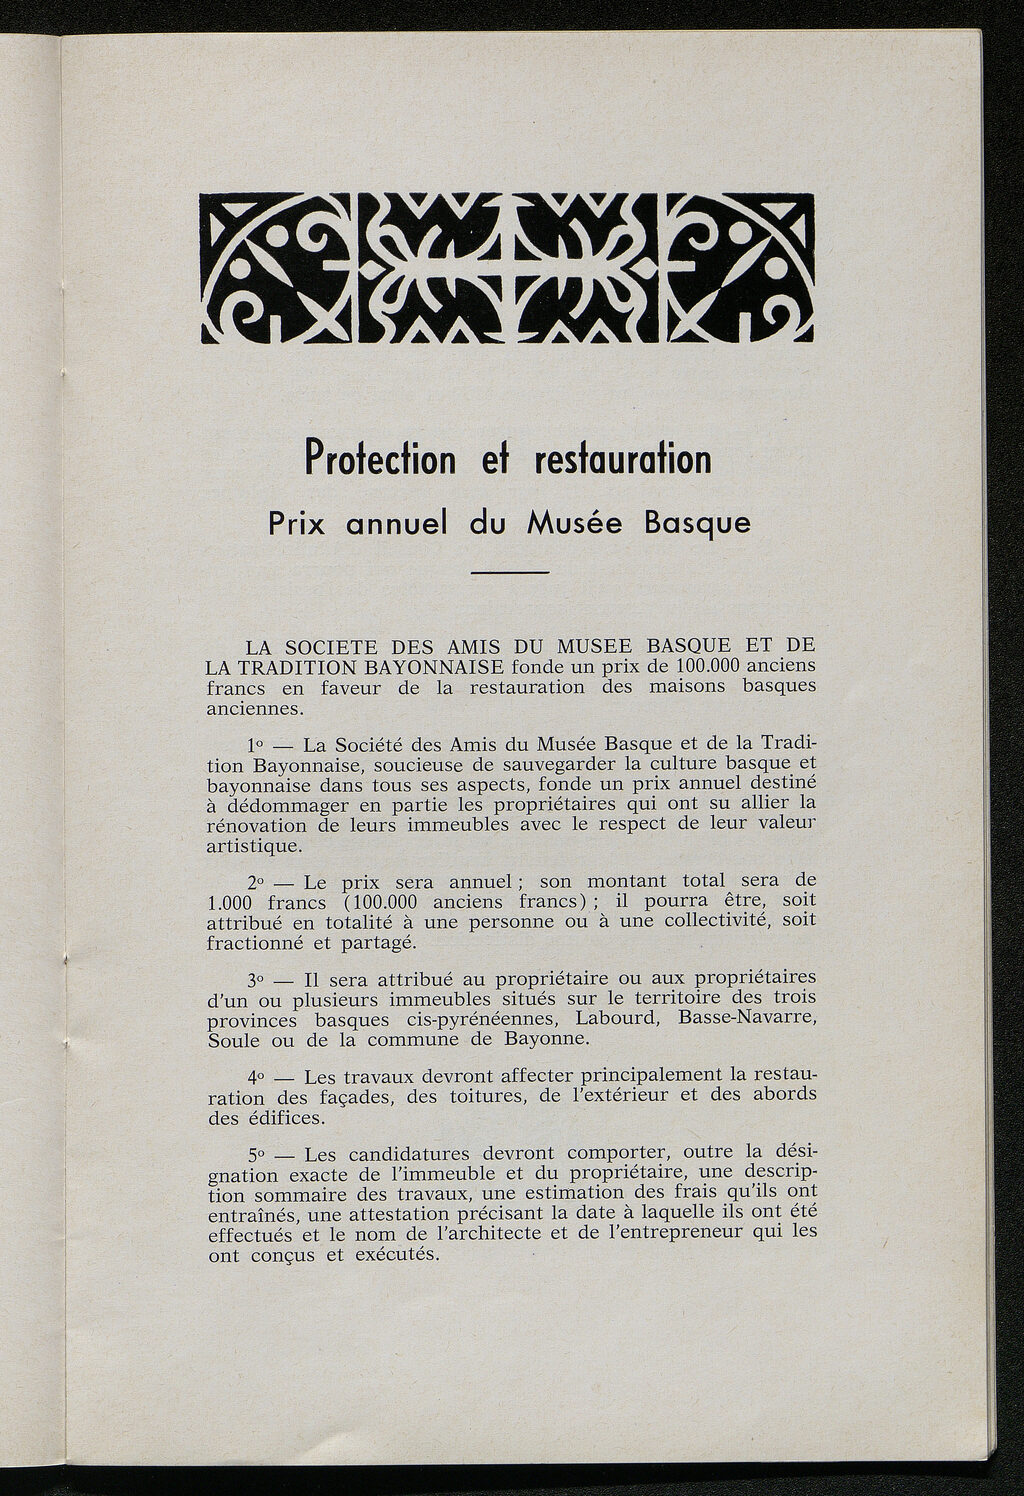 Protection et restauration
Prix annuel du Musée Basque
LA SOCIETE DES AMIS DU MUSEE BASQUE ET DE
LA TRADITION BAYONNAISE fonde un prix de 100.000 anciens
francs en faveur de la restauration des maisons basques
anciennes.
1º — La Société des Amis du Musée Basque et de la Tradi-
tion Bayonnaise, soucieuse de sauvegarder la culture basque et
bayonnaise dans tous ses aspects, fonde un prix annuel destiné
à dédommager en partie les propriétaires qui ont su allier la
rénovation de leurs immeubles avec le respect de leur valeur
artistique.
2º — Le prix sera annuel ; son montant total sera de
1.000 francs (100.000 anciens francs) ; il pourra être, soit
attribué en totalité à une personne ou à une collectivité, soit
fractionné et partagé.
3º — Il sera attribué au propriétaire ou aux propriétaires
d'un ou plusieurs immeubles situés sur le territoire des trois
provinces basques cis-pyrénéennes, Labourd, Basse-Navarre,
Soule ou de la commune de Bayonne.
4º — Les travaux devront affecter principalement la restau-
ration des façades, des toitures, de l'extérieur et des abords
des édifices.
5º — Les candidatures devront comporter, outre la dési-
gnation exacte de l'immeuble et du propriétaire, une descrip-
tion sommaire des travaux, une estimation des frais qu'ils ont
entraînés, une attestation précisant la date à laquelle ils ont été
effectués et le nom de l'architecte et de l'entrepreneur qui les
ont conçus et exécutés.